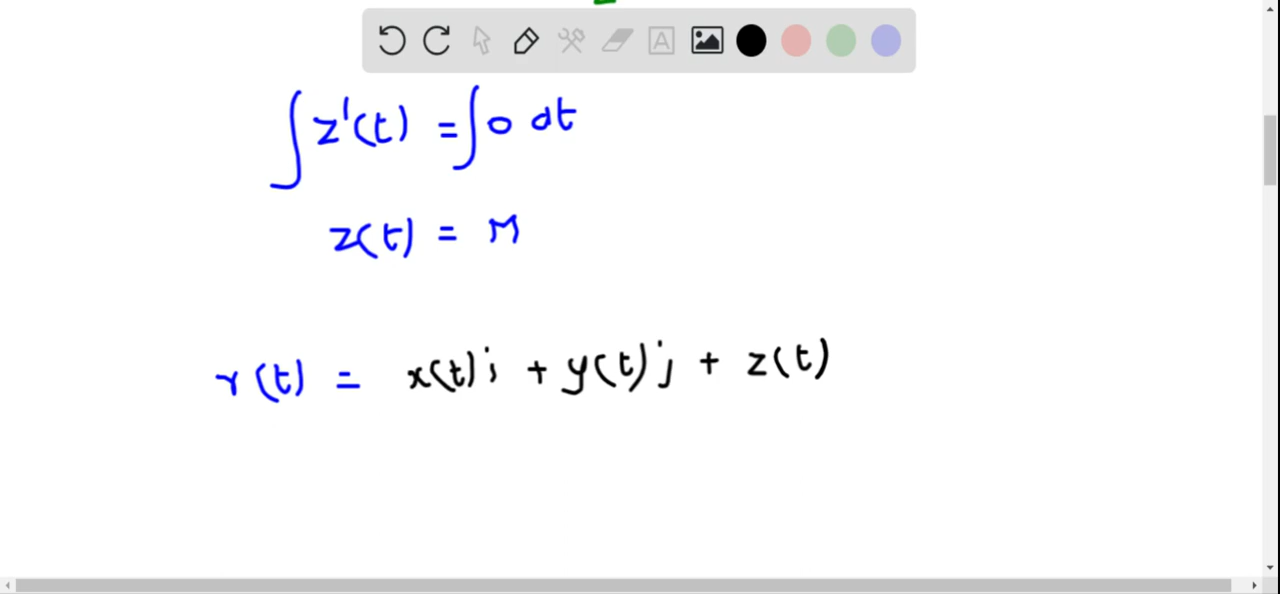 ∫ z'(t) = ∫ 0 dt
z(t) = M
r(t) = x(t)i + y(t)j + z(t)